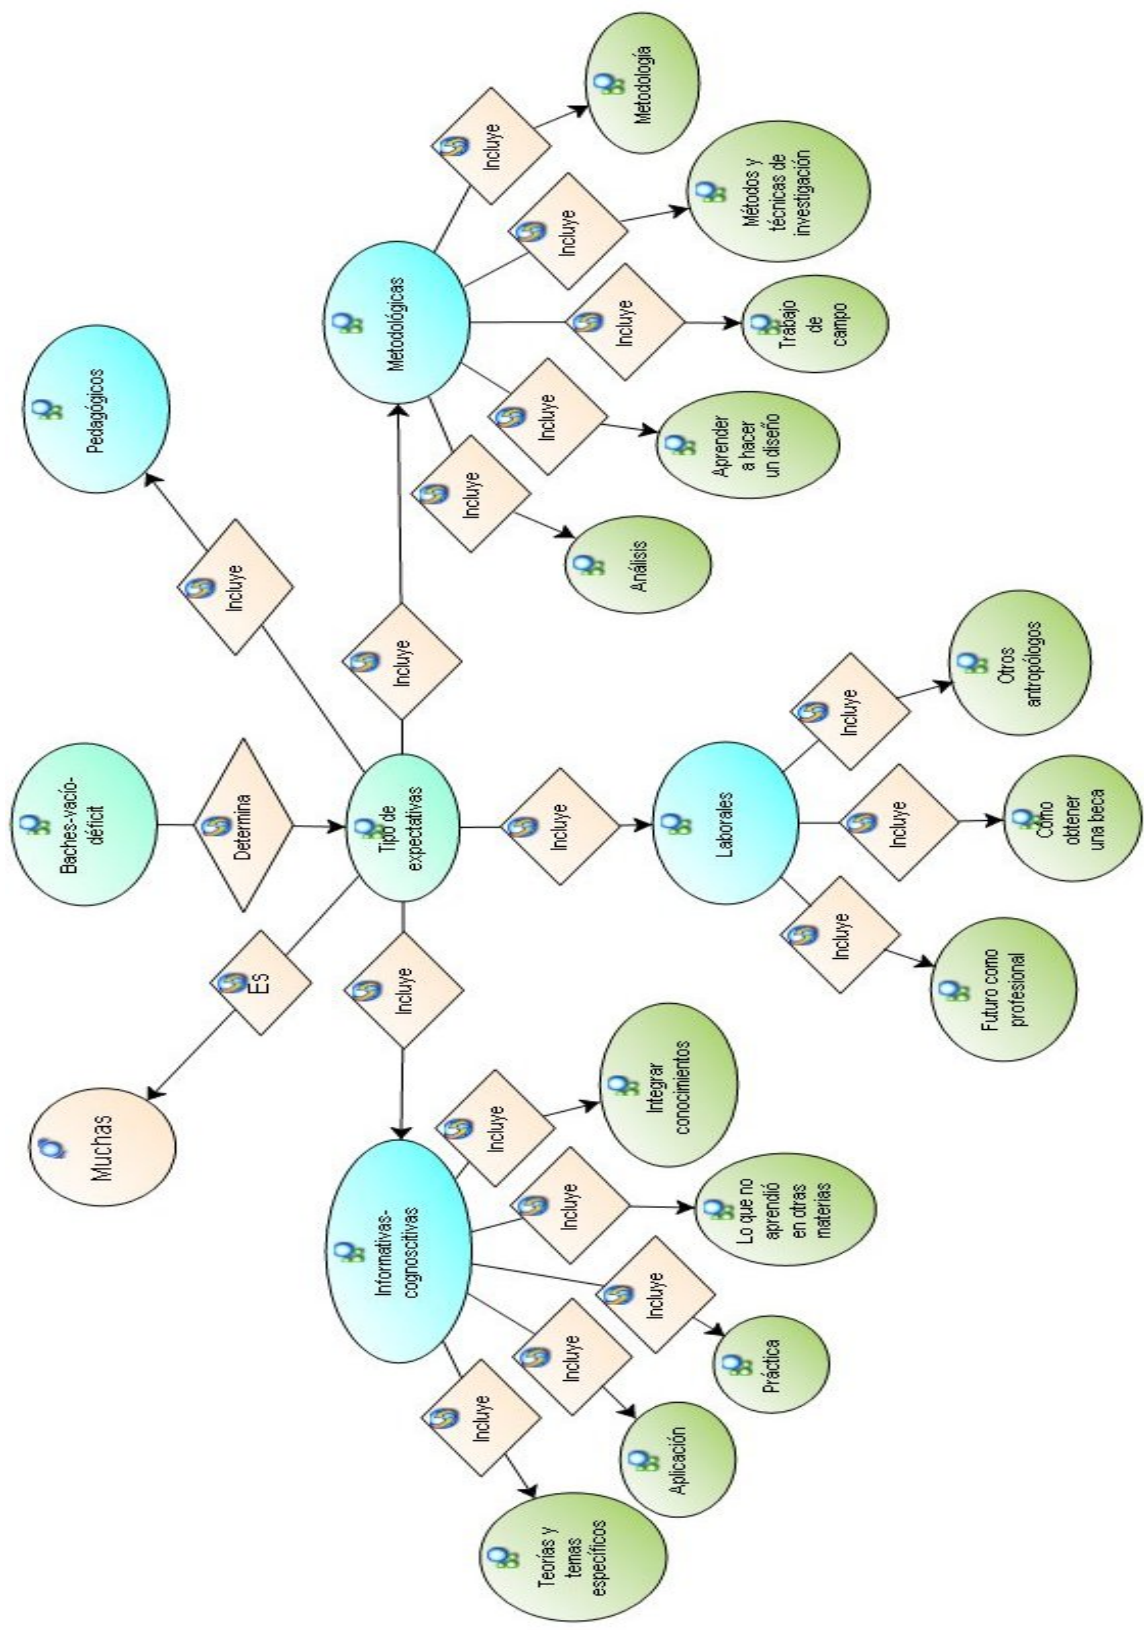 Muchas
Es
Baches-vacío-
déficit
Determina
Incluye
Pedagógicos
Informativas-
cognoscitivas
Incluye
Tipo de
expectativas
Incluye
Metodológicas
Incluye
Teorías y
temas
específicos
Incluye
Aplicación
Incluye
Práctica
Incluye
Lo que no
aprendió
en otras
materias
Incluye
Integrar
conocimientos
Incluye
Laborales
Incluye
Futuro como
profesional
Incluye
Cómo
obtener
una beca
Incluye
Otros
antropólogos
Incluye
Análisis
Incluye
Aprender
a hacer
un diseño
Incluye
Trabajo
de
campo
Incluye
Métodos y
técnicas de
investigación
Incluye
Metodología